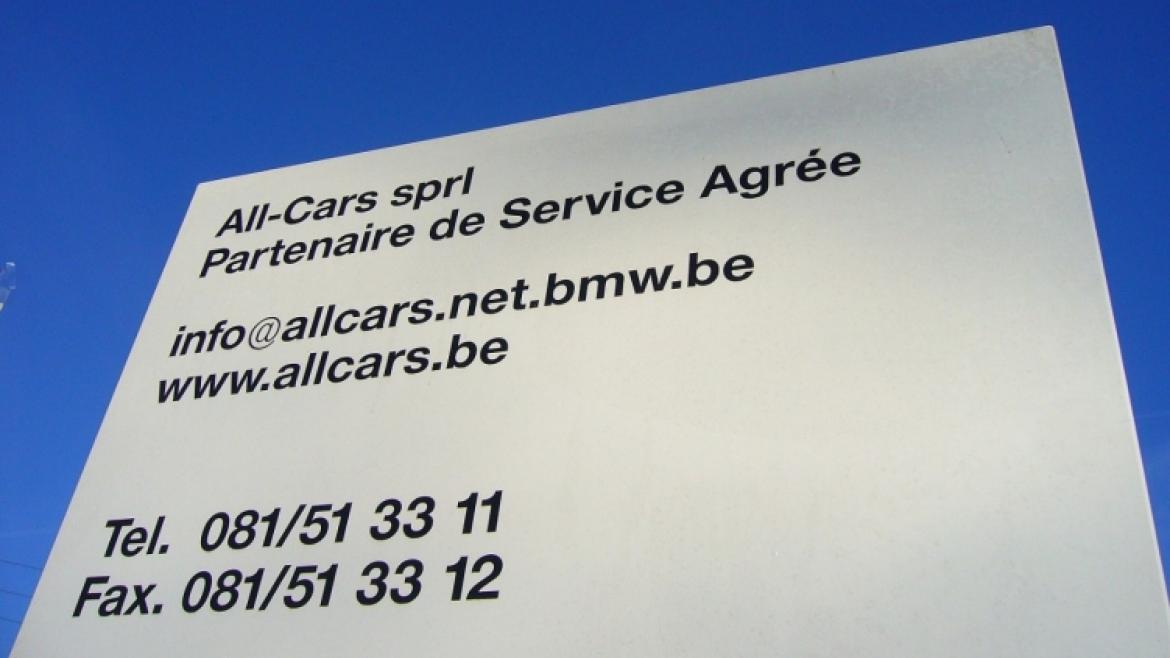 All-Cars sprl
Partenaire de Service Agrée
info@allcars.net.bmw.be
www.allcars.be
Tel. 081/51 33 11
Fax. 081/51 33 12